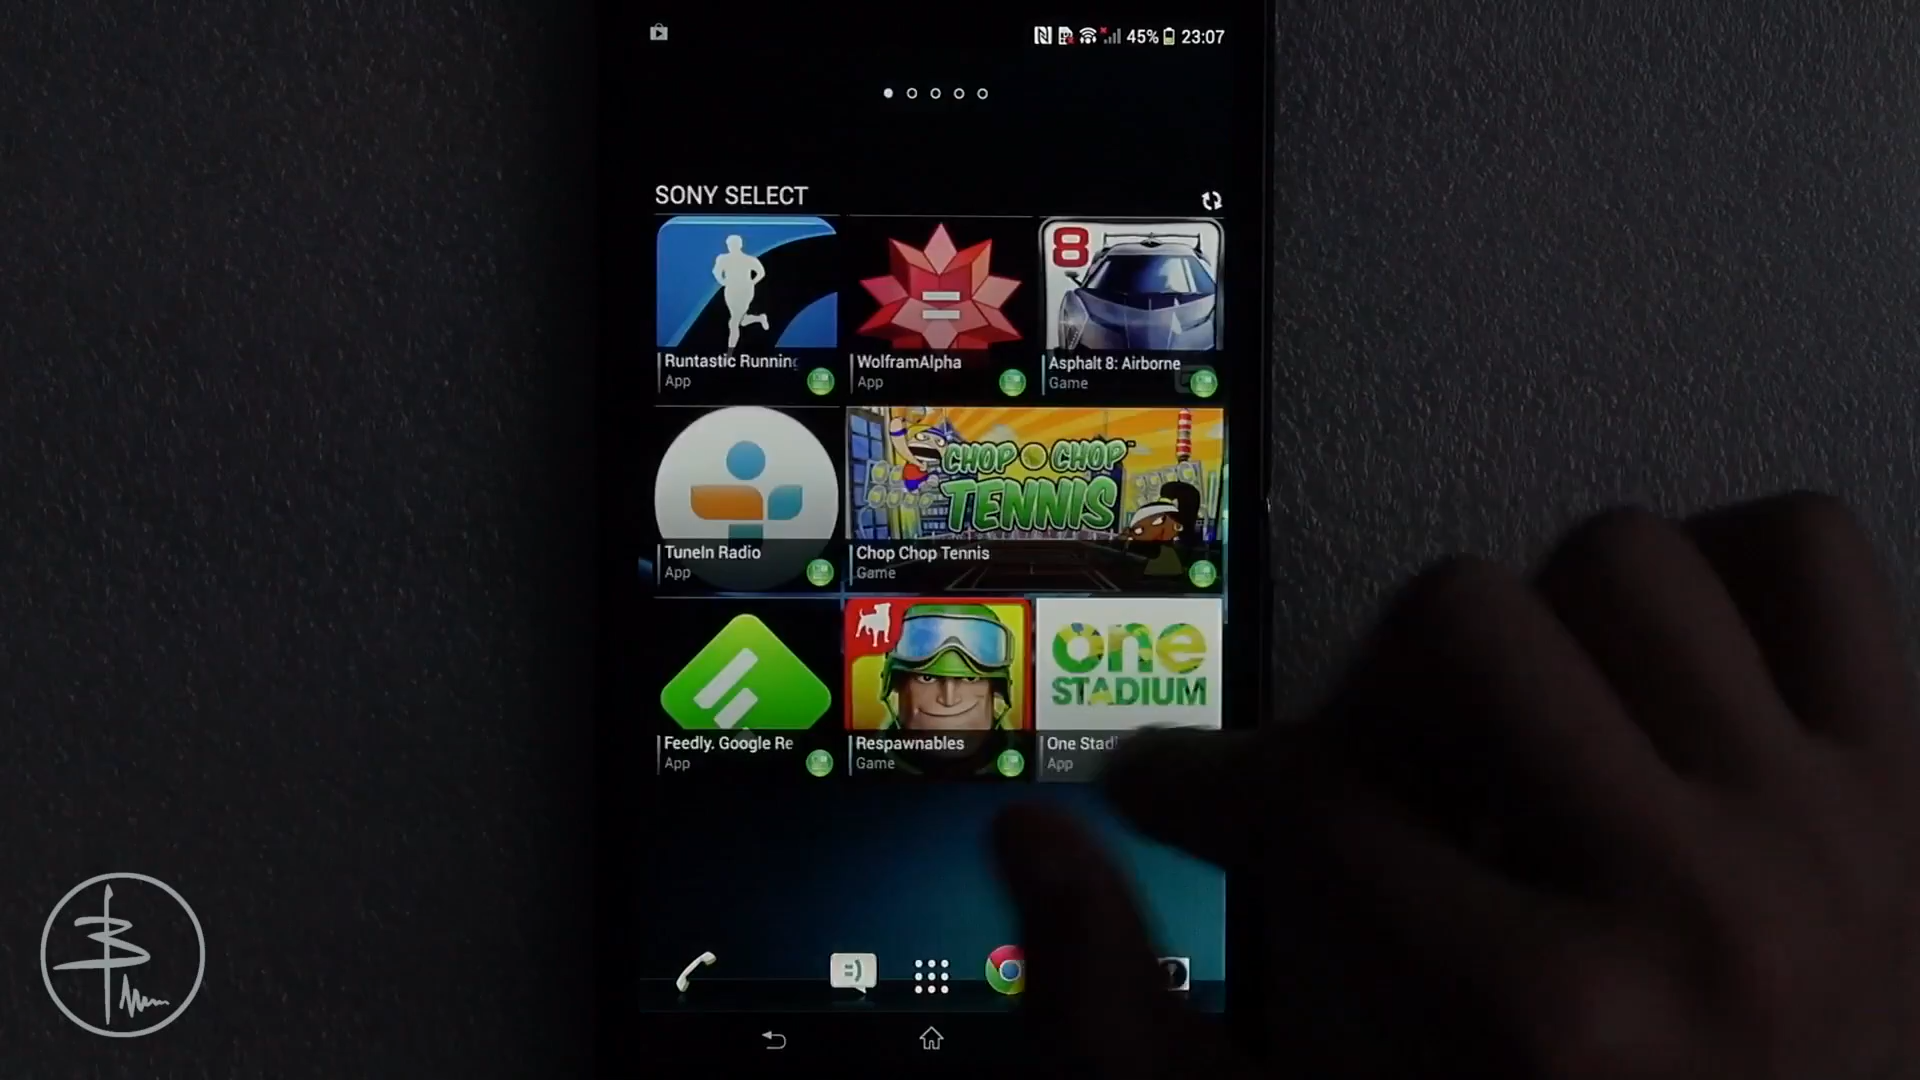 45% 23:07
SONY SELECT
8
Runtastic Running
App
WolframAlpha
App
Asphalt 8: Airborne
Game
CHOP CHOP
TENNIS
TuneIn Radio
App
Chop Chop Tennis
Game
one
STADIUM
Feedly. Google Re
App
Respawnables
Game
One Stadi
App